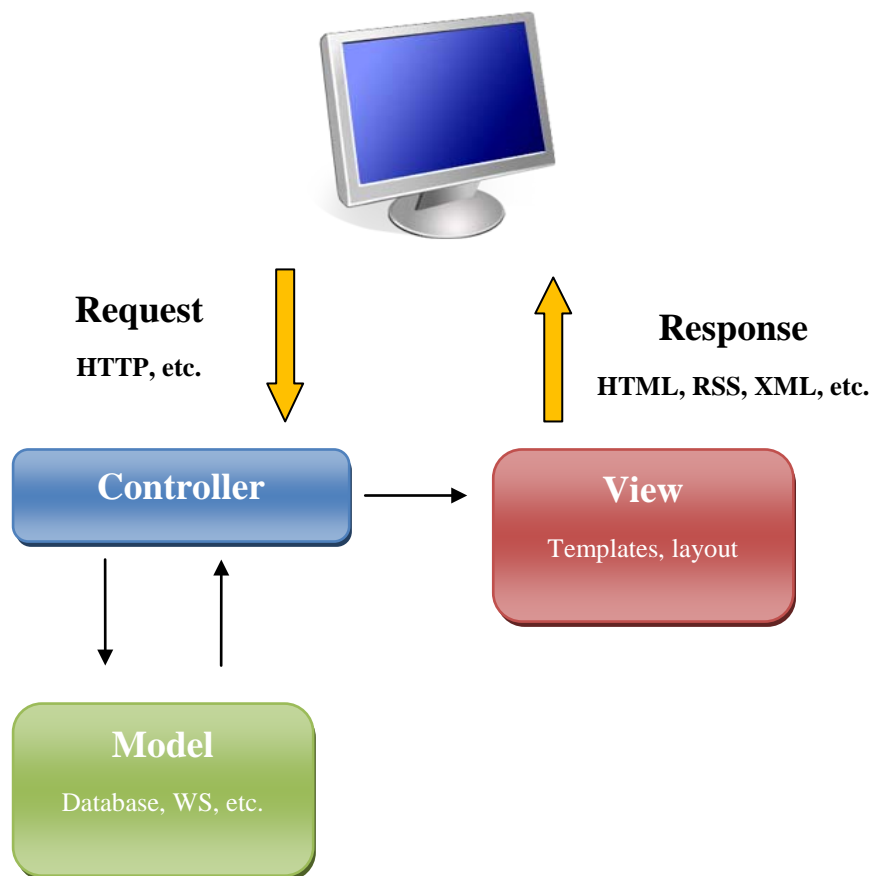 Request
HTTP, etc.
Response
HTML, RSS, XML, etc.
Controller
View
Templates, layout
Model
Database, WS, etc.